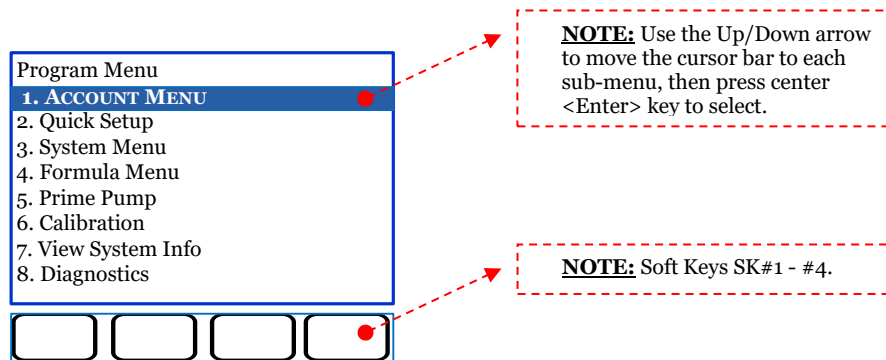 Program Menu
1. ACCOUNT MENU
2. Quick Setup
3. System Menu
4. Formula Menu
5. Prime Pump
6. Calibration
7. View System Info
8. Diagnostics
NOTE: Use the Up/Down arrow
to move the cursor bar to each
sub-menu, then press center
<Enter> key to select.
NOTE: Soft Keys SK#1 - #4.